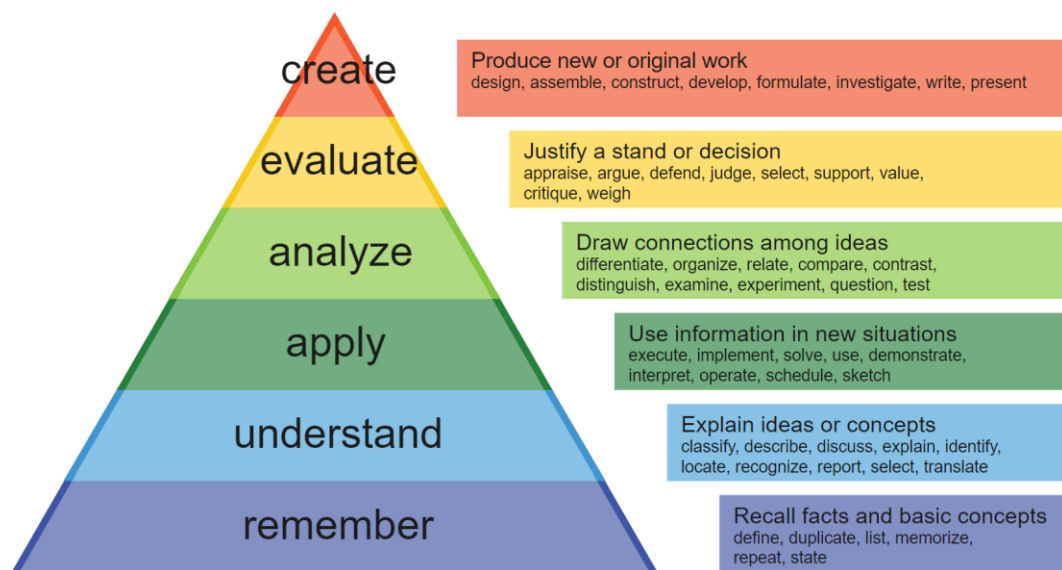 create
Produce new or original work
design, assemble, construct, develop, formulate, investigate, write, present
evaluate
Justify a stand or decision
appraise, argue, defend, judge, select, support, value,
critique, weigh
analyze
Draw connections among ideas
differentiate, organize, relate, compare, contrast,
distinguish, examine, experiment, question, test
apply
Use information in new situations
execute, implement, solve, use, demonstrate,
interpret, operate, schedule, sketch
understand
Explain ideas or concepts
classify, describe, discuss, explain, identify,
locate, recognize, report, select, translate
remember
Recall facts and basic concepts
define, duplicate, list, memorize,
repeat, state